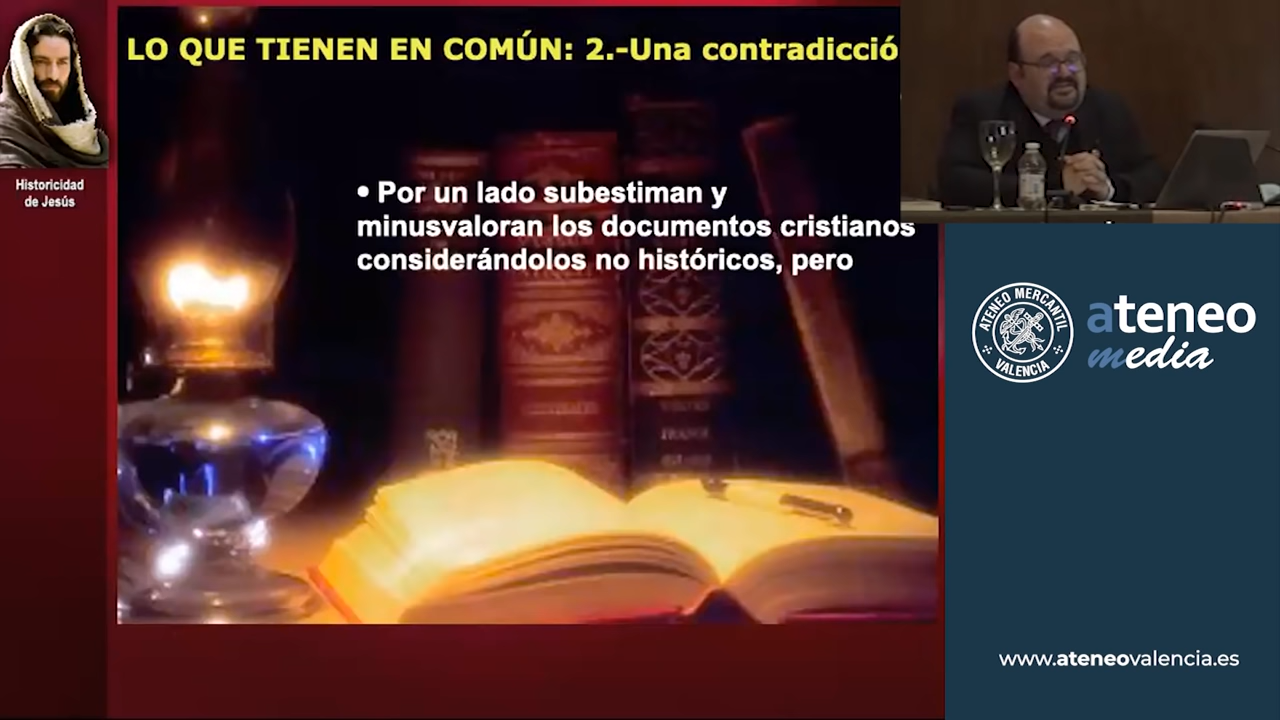 LO QUE TIENEN EN COMÚN: 2.-Una contradicció
Historicidad
de Jesús
• Por un lado subestiman y
minusvaloran los documentos cristianos
considerándolos no históricos, pero
ATENEO MERCANTIL
VALENCIA
ateneo
media
www.ateneovalencia.es